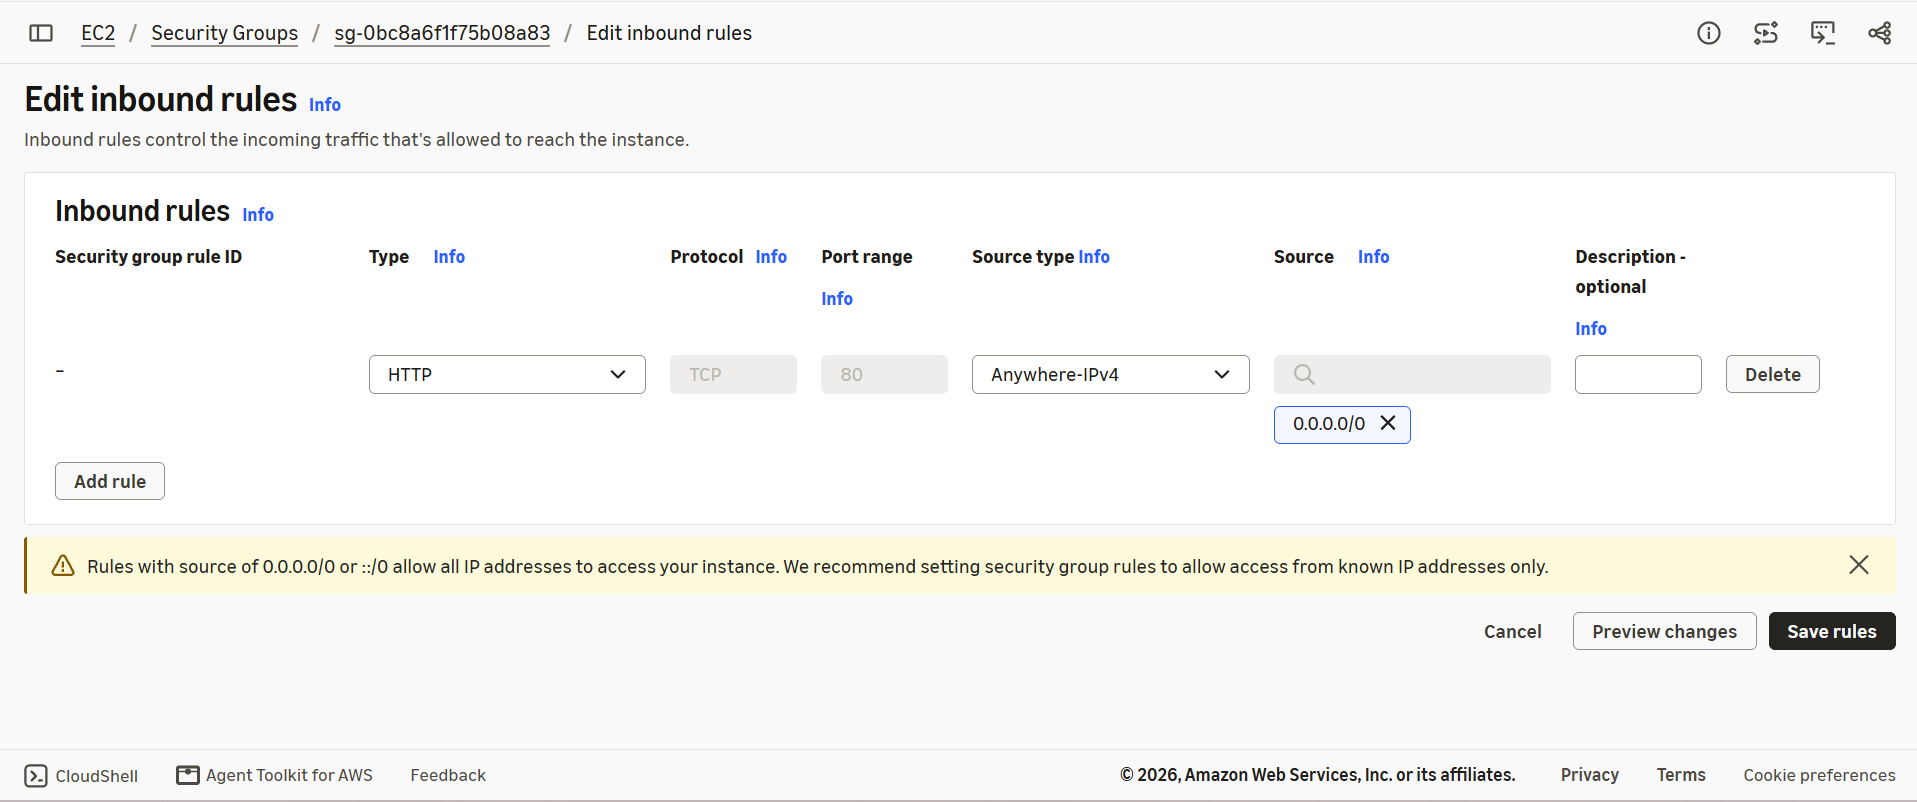 EC2 / Security Groups / sg-0bc8a6f1f75b08a83 / Edit inbound rules
Edit inbound rules Info
Inbound rules control the incoming traffic that's allowed to reach the instance.
Inbound rules Info
Security group rule ID Type Info Protocol Info Port range Source type Info Source Info Description -
optional
Info
Info
– HTTP TCP 80 Anywhere-IPv4 Delete
0.0.0.0/0
Add rule
Rules with source of 0.0.0.0/0 or ::/0 allow all IP addresses to access your instance. We recommend setting security group rules to allow access from known IP addresses only.
Cancel Preview changes Save rules
CloudShell Agent Toolkit for AWS Feedback © 2026, Amazon Web Services, Inc. or its affiliates. Privacy Terms Cookie preferences